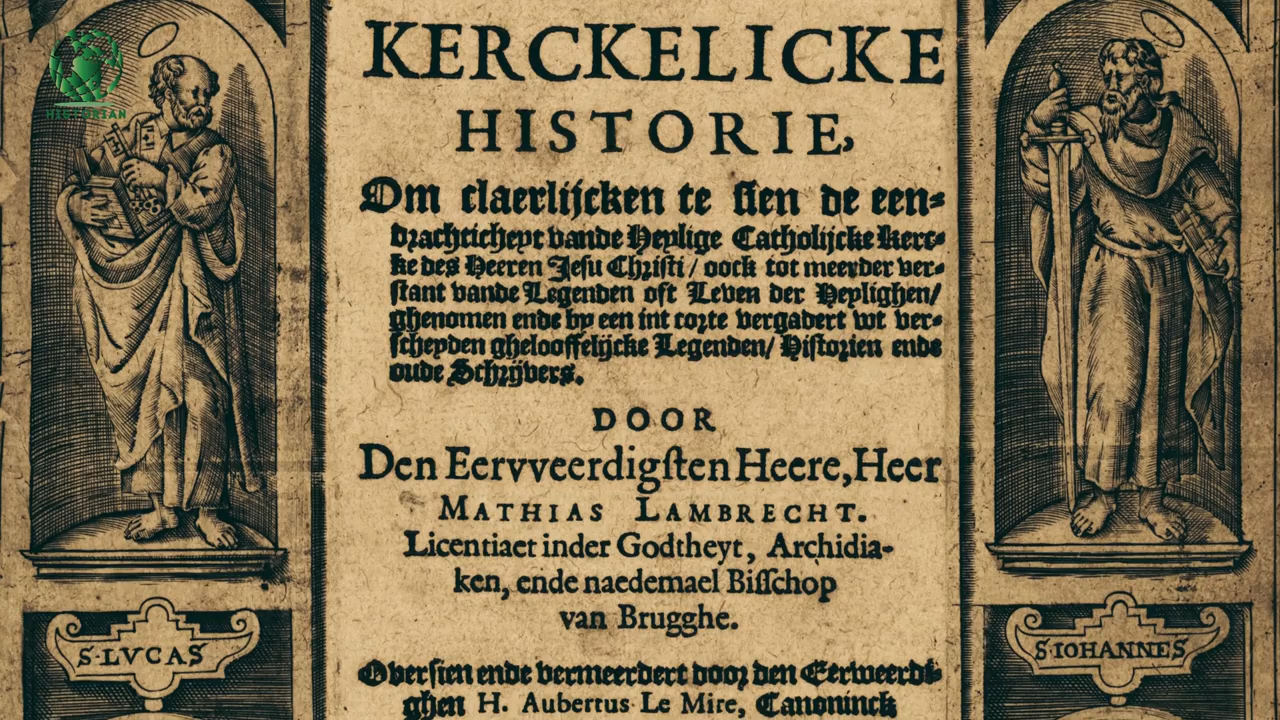 HISTORIAN
KERCKELICKE
HISTORIE,
Om claerlijcken te sien de een-
drachticheyt vande Heylige Catholijcke Kerc-
ke des Heeren Jesu Christi / oock tot meerder ver-
stant vande Legenden oft Leven der Heylighen/
ghenomen ende by een int corte vergadert wt ver-
scheyden ghelooffelijcke Legenden/ Historien ende
oude Schrijvers.
DOOR
Den Eervveerdigsten Heere, Heer
MATHIAS LAMBRECHT.
Licentiaet inder Godtheyt, Archidia-
ken, ende naedemael Bisschop
van Brugghe.
Oversien ende vermeerdert door den Eerweerdi-
ghen H. Aubertus Le Mire, Canoninck
S. LVCAS
S IOHANNES